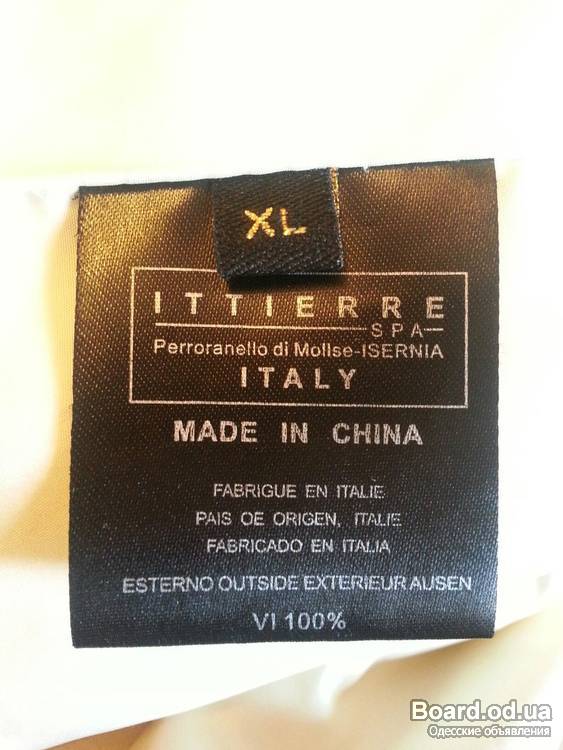 XL
ITTIERRE
SPA
Perroranello di Mollse-ISERNIA
ITALY
MADE IN CHINA
FABRIGUE EN ITALIE
PAIS OE ORIGEN, ITALIE
FABRICADO EN ITALIA
ESTERNO OUTSIDE EXTERIEUR AUSEN
VI 100%
Board.od.ua
Одесские объявления